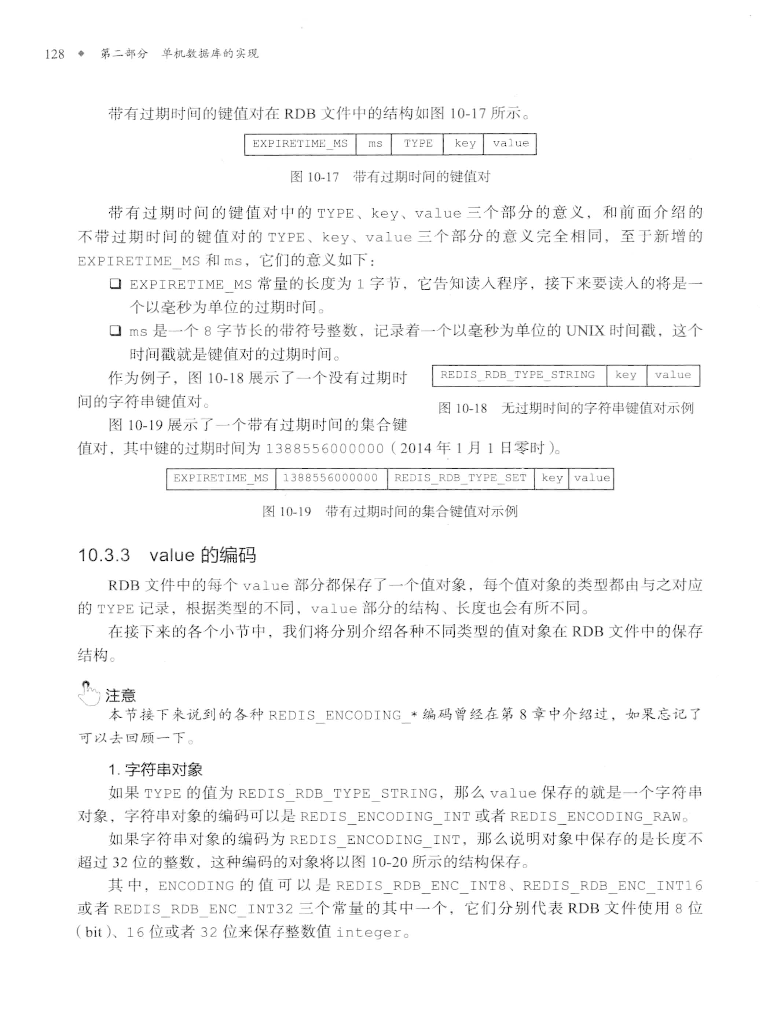 128 ◆ 第二部分 单机数据库的实现
带有过期时间的键值对在 RDB 文件中的结构如图 10-17 所示。
EXPIRETIME_MS ms TYPE key value
图 10-17 带有过期时间的键值对
带有过期时间的键值对中的 TYPE、key、value 三个部分的意义，和前面介绍的
不带过期时间的键值对的 TYPE、key、value 三个部分的意义完全相同，至于新增的
EXPIRETIME_MS 和 ms，它们的意义如下：
❑ EXPIRETIME_MS 常量的长度为 1 字节，它告知读入程序，接下来要读入的将是一
个以毫秒为单位的过期时间。
❑ ms 是一个 8 字节长的带符号整数，记录着一个以毫秒为单位的 UNIX 时间戳，这个
时间戳就是键值对的过期时间。
作为例子，图 10-18 展示了一个没有过期时
间的字符串键值对。
REDIS_RDB_TYPE_STRING key value
图 10-18 无过期时间的字符串键值对示例
图 10-19 展示了一个带有过期时间的集合键
值对，其中键的过期时间为 1388556000000（2014 年 1 月 1 日零时）。
EXPIRETIME_MS 1388556000000 REDIS_RDB_TYPE_SET key value
图 10-19 带有过期时间的集合键值对示例
10.3.3 value 的编码
RDB 文件中的每个 value 部分都保存了一个值对象，每个值对象的类型都由与之对应
的 TYPE 记录，根据类型的不同，value 部分的结构、长度也会有所不同。
在接下来的各个小节中，我们将分别介绍各种不同类型的值对象在 RDB 文件中的保存
结构。
注意
本节接下来说到的各种 REDIS_ENCODING_* 编码曾经在第 8 章中介绍过，如果忘记了
可以去回顾一下。
1. 字符串对象
如果 TYPE 的值为 REDIS_RDB_TYPE_STRING，那么 value 保存的就是一个字符串
对象，字符串对象的编码可以是 REDIS_ENCODING_INT 或者 REDIS_ENCODING_RAW。
如果字符串对象的编码为 REDIS_ENCODING_INT，那么说明对象中保存的是长度不
超过 32 位的整数，这种编码的对象将以图 10-20 所示的结构保存。
其中，ENCODING 的值可以是 REDIS_RDB_ENC_INT8、REDIS_RDB_ENC_INT16
或者 REDIS_RDB_ENC_INT32 三个常量的其中一个，它们分别代表 RDB 文件使用 8 位
（bit）、16 位或者 32 位来保存整数值 integer。